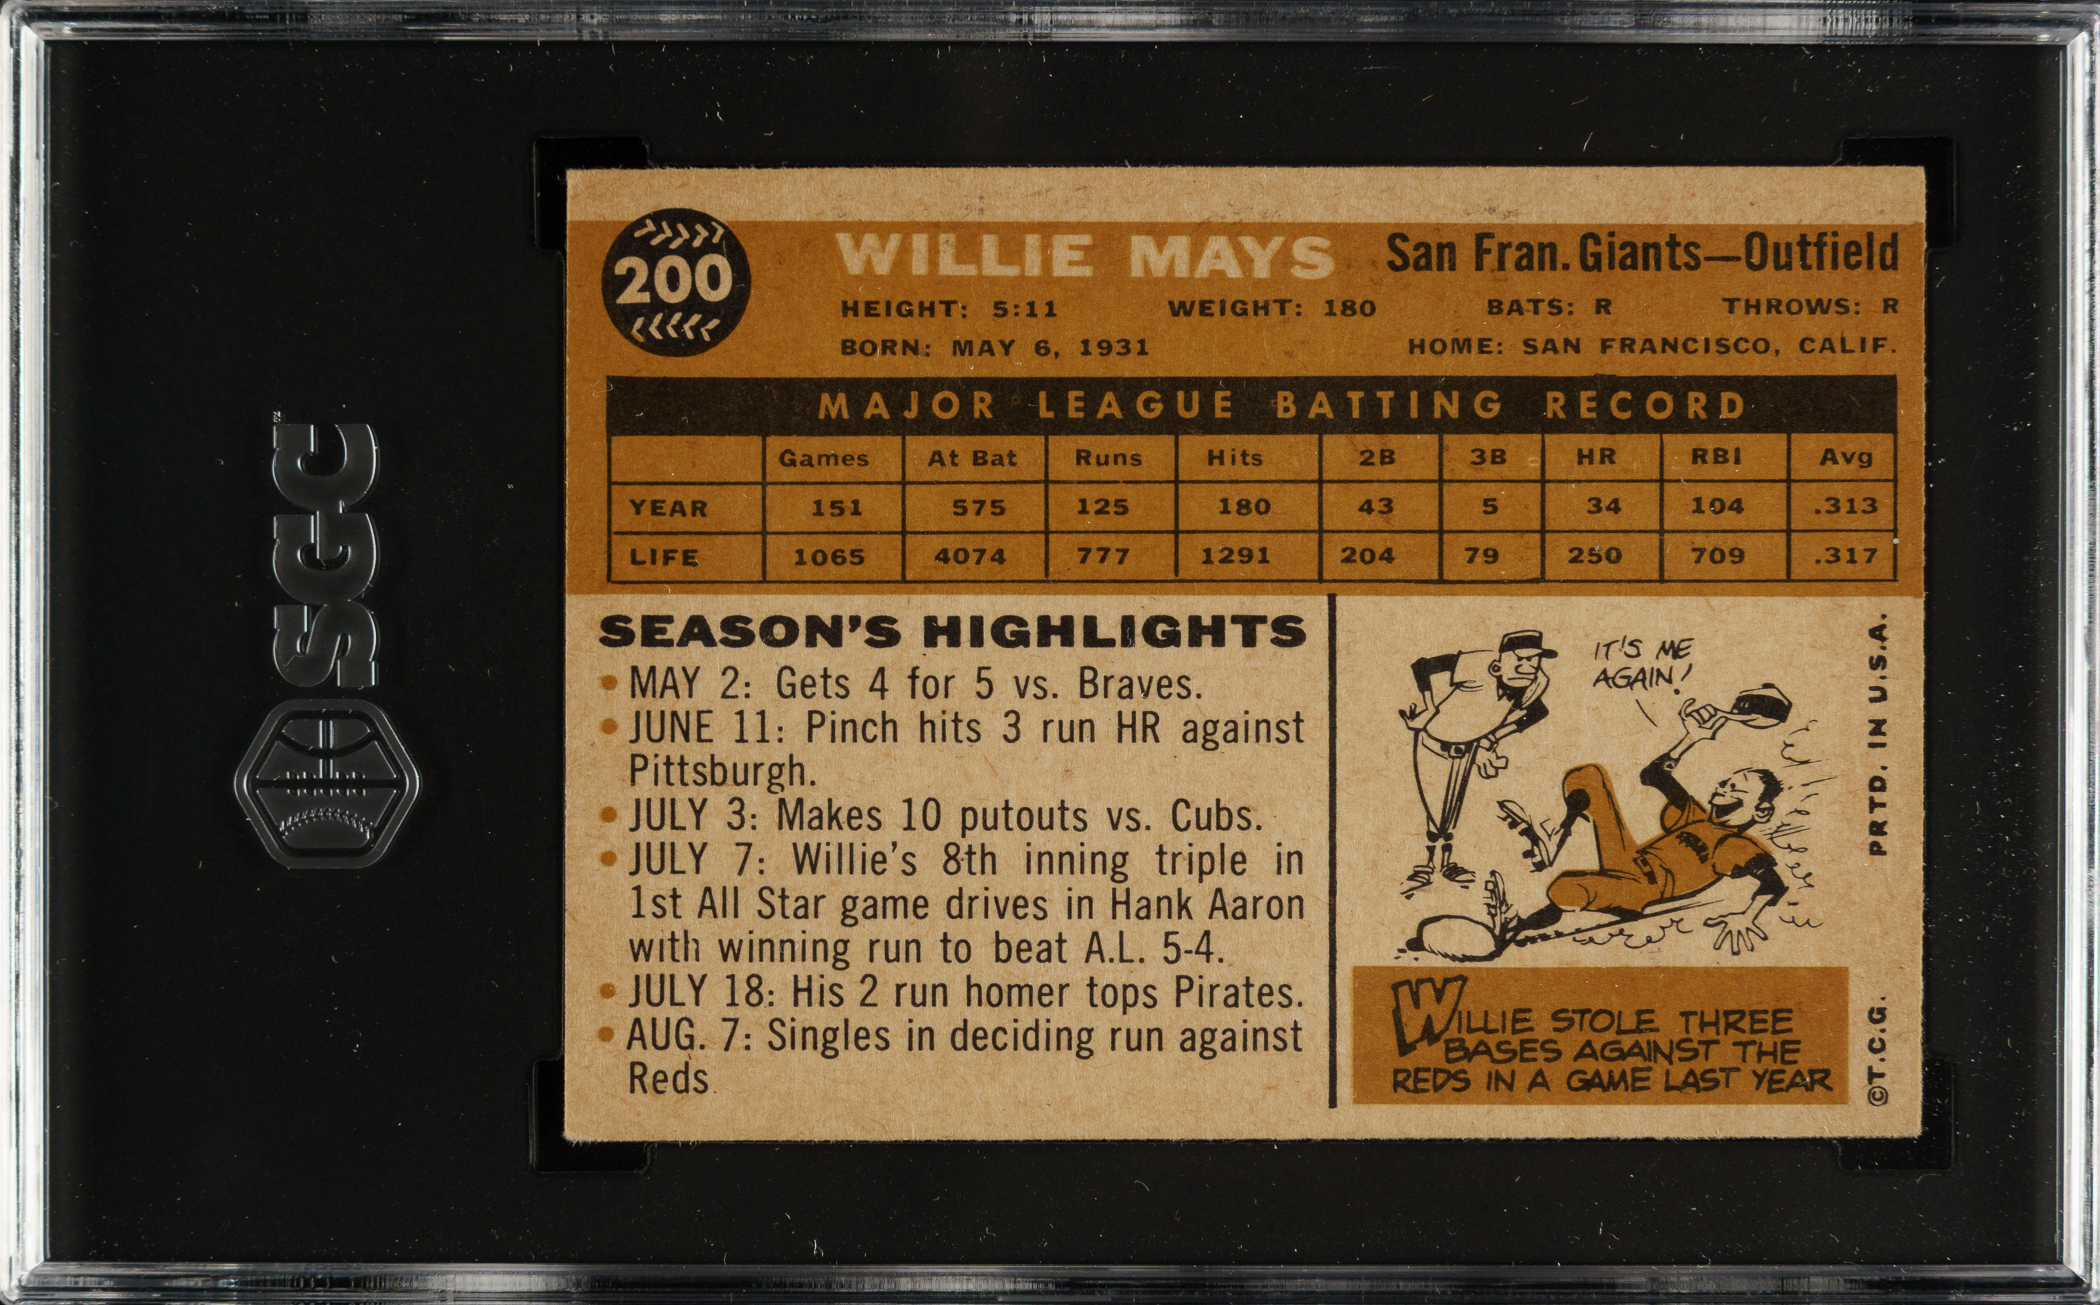 SGC
200
WILLIE MAYS San Fran. Giants—Outfield
HEIGHT: 5:11 WEIGHT: 180 BATS: R THROWS: R
BORN: MAY 6, 1931 HOME: SAN FRANCISCO, CALIF.
MAJOR LEAGUE BATTING RECORD
Games At Bat Runs Hits 2B 3B HR RBI Avg
YEAR 151 575 125 180 43 5 34 104 .313
LIFE 1065 4074 777 1291 204 79 250 709 .317
SEASON'S HIGHLIGHTS
• MAY 2: Gets 4 for 5 vs. Braves.
• JUNE 11: Pinch hits 3 run HR against
Pittsburgh.
• JULY 3: Makes 10 putouts vs. Cubs.
• JULY 7: Willie's 8th inning triple in
1st All Star game drives in Hank Aaron
with winning run to beat A.L. 5-4.
• JULY 18: His 2 run homer tops Pirates.
• AUG. 7: Singles in deciding run against
Reds.
IT'S ME
AGAIN!
WILLIE STOLE THREE
BASES AGAINST THE
REDS IN A GAME LAST YEAR
©T.C.G. PRTD. IN U.S.A.